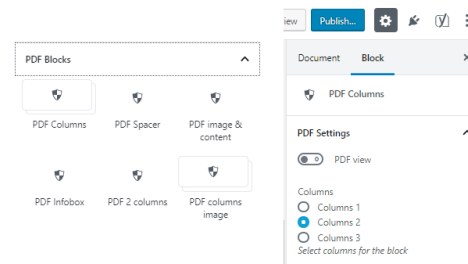 iew Publish...
PDF Blocks
Document Block
PDF Columns
PDF Columns PDF Spacer PDF image & content
PDF Settings
PDF view
PDF Infobox PDF 2 columns PDF columns image
Columns
Columns 1
Columns 2
Columns 3
Select columns for the block